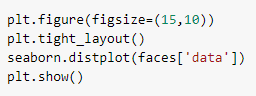 plt.figure(figsize=(15,10))
plt.tight_layout()
seaborn.distplot(faces['data'])
plt.show()